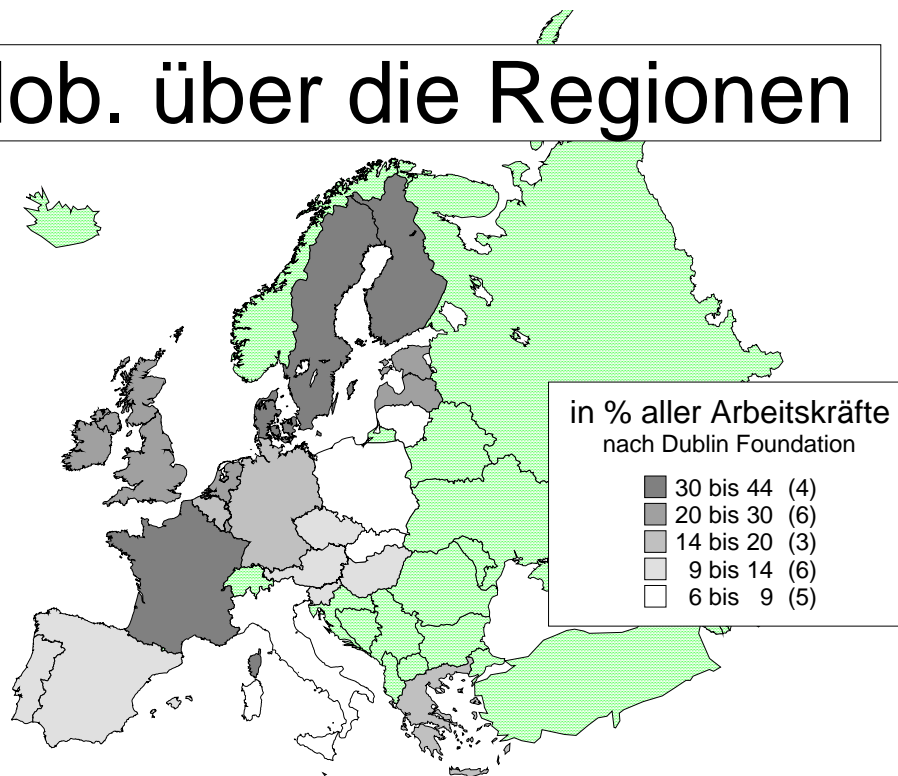 lob. über die Regionen
in % aller Arbeitskräfte
nach Dublin Foundation
30 bis 44 (4)
20 bis 30 (6)
14 bis 20 (3)
9 bis 14 (6)
6 bis 9 (5)